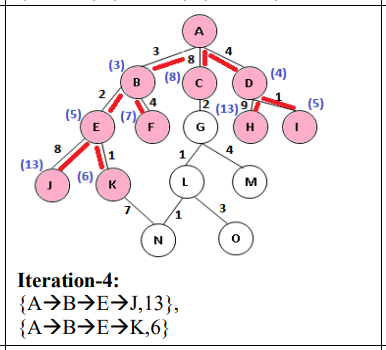 A
3
8
4
(3)
B
(8)
C
D
(4)
2
4
2
(13)
9
1
(5)
(5)
E
(7)
F
G
H
I
8
1
1
4
(13)
J
(6)
K
L
M
7
1
3
N
O
Iteration-4:
{A→B→E→J,13},
{A→B→E→K,6}